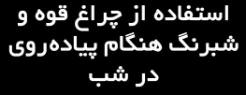 استفاده از چراغ قوه و
شبرنگ هنگام پیاده‌روی
در شب